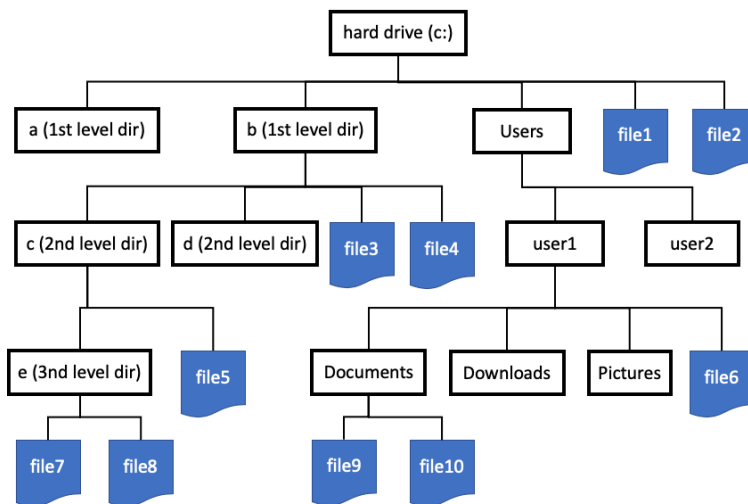 hard drive (c:)
a (1st level dir)
b (1st level dir)
Users
file1
file2
c (2nd level dir)
d (2nd level dir)
file3
file4
user1
user2
e (3nd level dir)
file5
Documents
Downloads
Pictures
file6
file7
file8
file9
file10